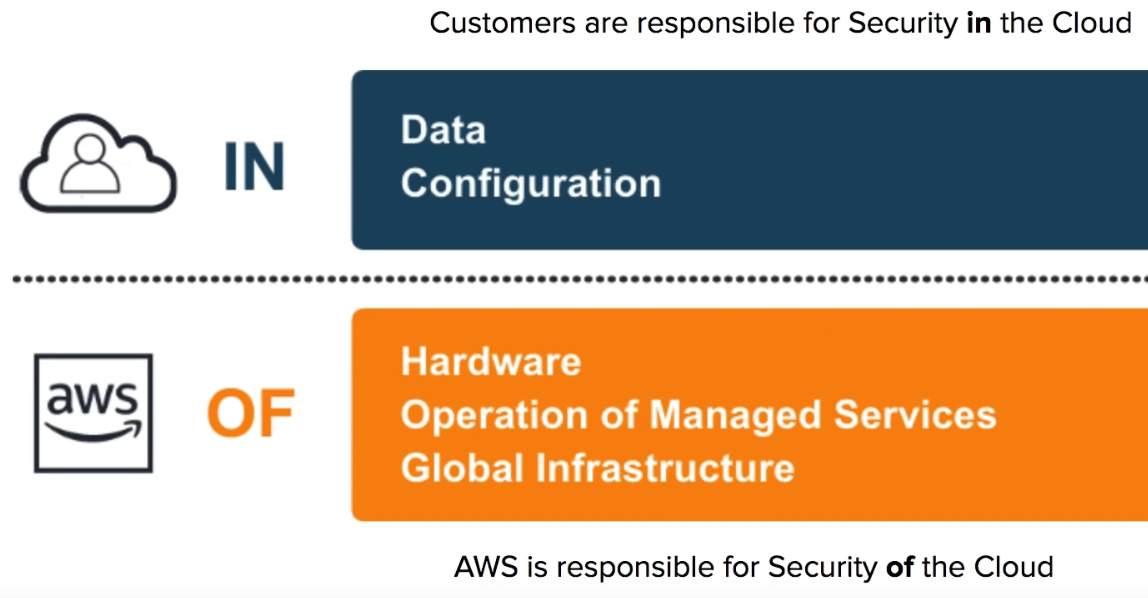 Customers are responsible for Security in the Cloud
IN
Data
Configuration
aws
OF
Hardware
Operation of Managed Services
Global Infrastructure
AWS is responsible for Security of the Cloud